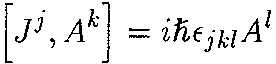 [J^j, A^k] = iħϵ_{jkl}A^l